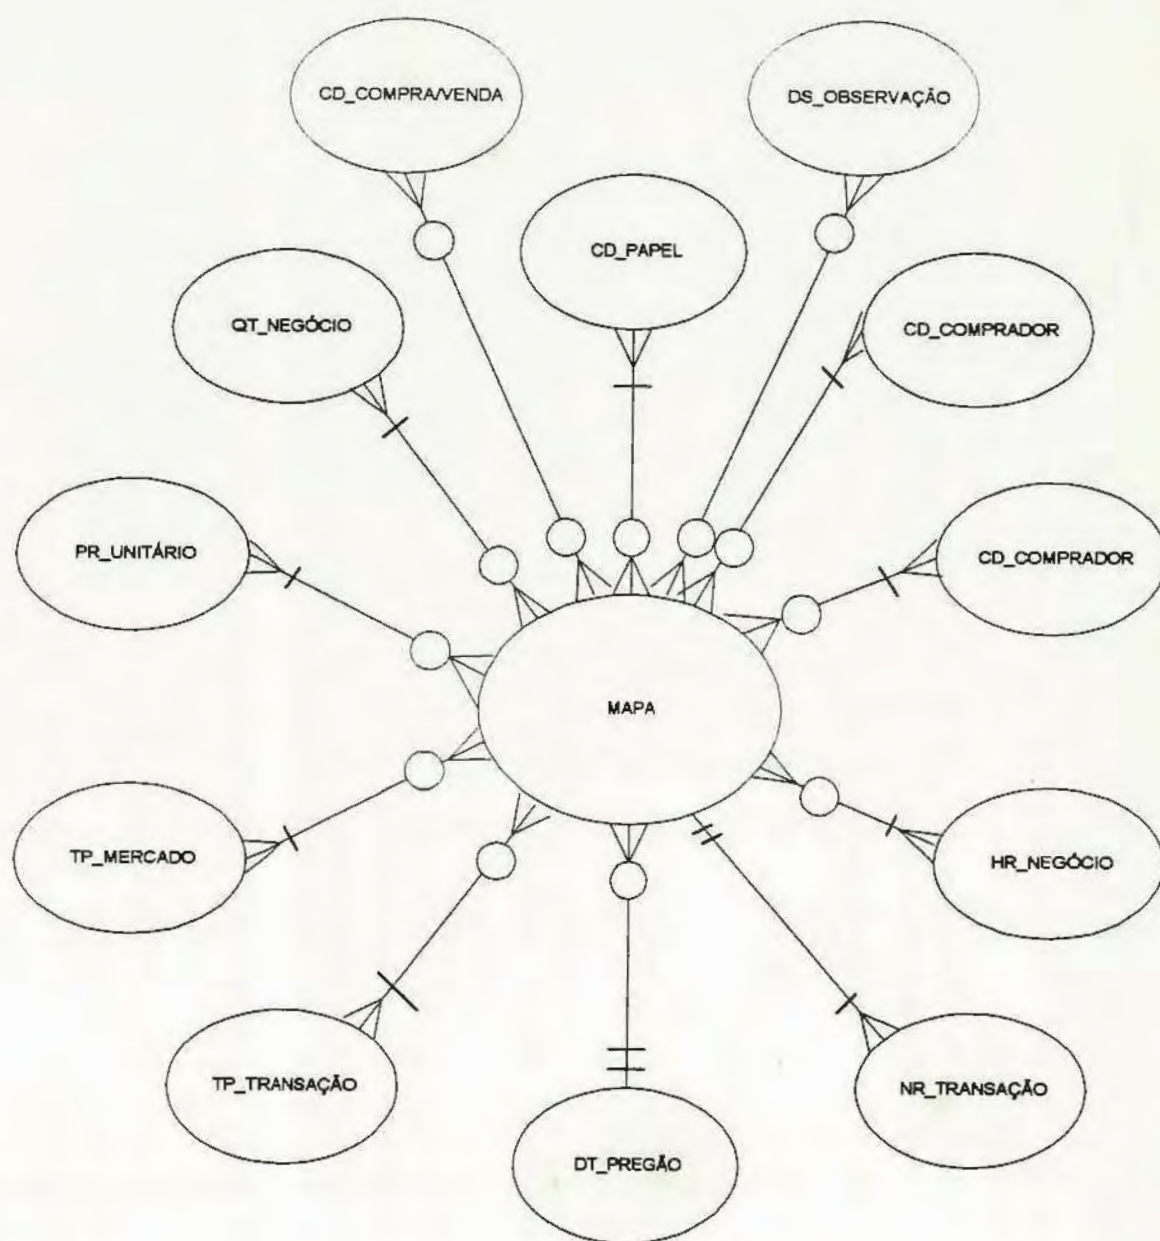 CD_COMPRA/VENDA
DS_OBSERVAÇÃO
CD_PAPEL
QT_NEGÓCIO
CD_COMPRADOR
PR_UNITÁRIO
CD_COMPRADOR
MAPA
TP_MERCADO
HR_NEGÓCIO
TP_TRANSAÇÃO
NR_TRANSAÇÃO
DT_PREGÃO